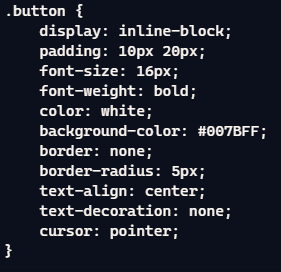 .button {
    display: inline-block;
    padding: 10px 20px;
    font-size: 16px;
    font-weight: bold;
    color: white;
    background-color: #007BFF;
    border: none;
    border-radius: 5px;
    text-align: center;
    text-decoration: none;
    cursor: pointer;
}